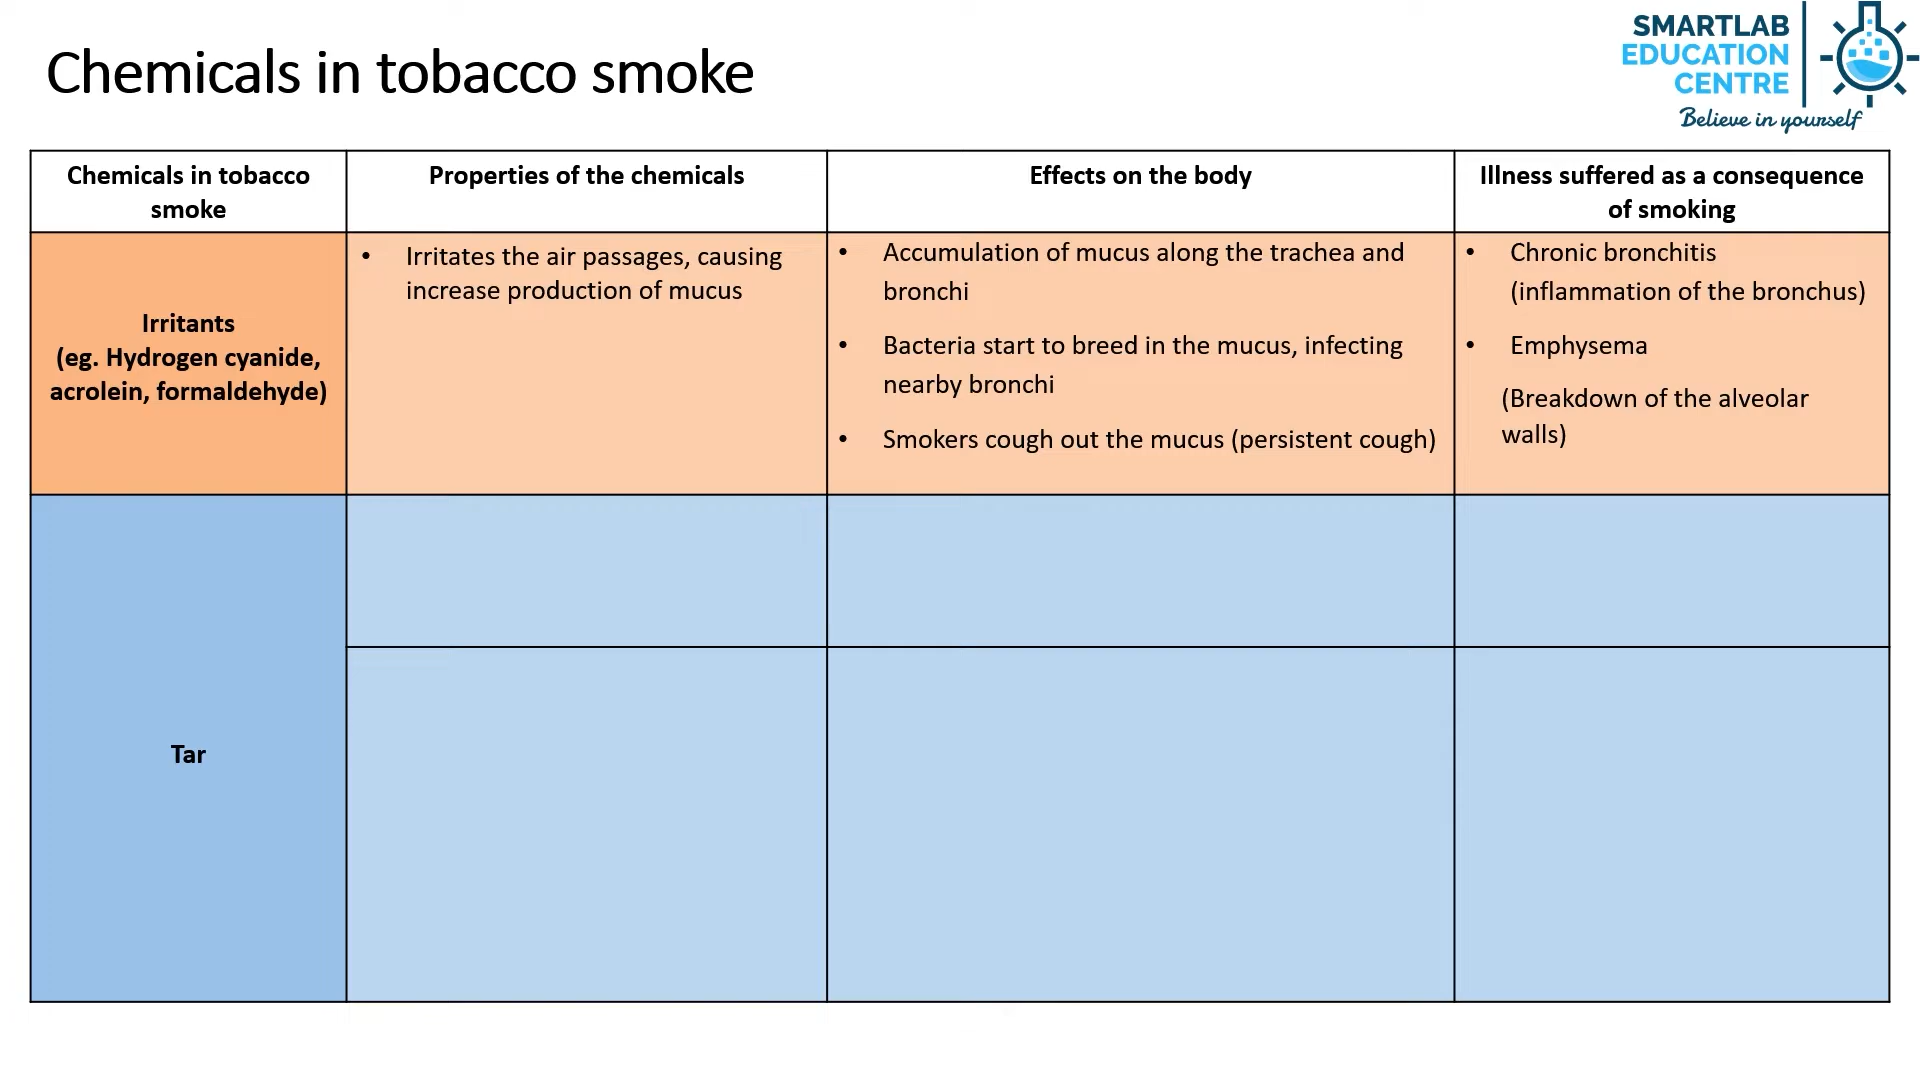 Chemicals in tobacco smoke
SMARTLAB
EDUCATION
CENTRE
Believe in yourself
Chemicals in tobacco
smoke
Properties of the chemicals
Effects on the body
Illness suffered as a consequence
of smoking
Irritants
(eg. Hydrogen cyanide,
acrolein, formaldehyde)
• Irritates the air passages, causing
increase production of mucus
• Accumulation of mucus along the trachea and
bronchi
• Bacteria start to breed in the mucus, infecting
nearby bronchi
• Smokers cough out the mucus (persistent cough)
• Chronic bronchitis
(inflammation of the bronchus)
• Emphysema
(Breakdown of the alveolar
walls)
Tar